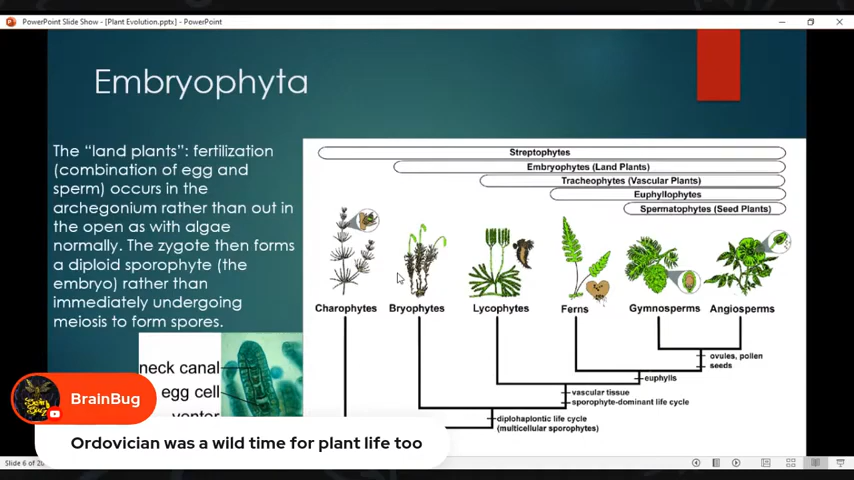 PowerPoint Slide Show - [Plant Evolution.pptx] - PowerPoint
Embryophyta
The “land plants”: fertilization
(combination of egg and
sperm) occurs in the
archegonium rather than out in
the open as with algae
normally. The zygote then forms
a diploid sporophyte (the
embryo) rather than
immediately undergoing
meiosis to form spores.
Streptophytes
Embryophytes (Land Plants)
Tracheophytes (Vascular Plants)
Euphyllophytes
Spermatophytes (Seed Plants)
Charophytes
Bryophytes
Lycophytes
Ferns
Gymnosperms
Angiosperms
ovules, pollen
seeds
euphylls
vascular tissue
sporophyte-dominant life cycle
diplohaplontic life cycle
(multicellular sporophytes)
neck canal
egg cell
venter
BrainBug
Ordovician was a wild time for plant life too
Slide 6 of